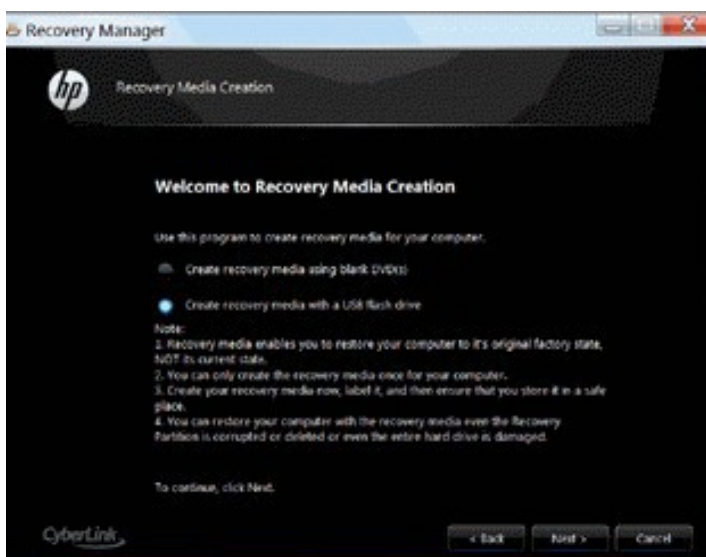 Recovery Manager
hp
Recovery Media Creation
Welcome to Recovery Media Creation
Use this program to create recovery media for your computer.
Create recovery media using blank DVD(s)
Create recovery media with a USB flash drive
Note:
1. Recovery media enables you to restore your computer to it's original factory state,
NOT its current state.
2. You can only create the recovery media once for your computer.
3. Create your recovery media now, label it, and then ensure that you store it in a safe
place.
4. You can restore your computer with the recovery media even the Recovery
Partition is corrupted or deleted or even the entire hard drive is damaged.
To continue, click Next.
CyberLink
< Back
Next >
Cancel